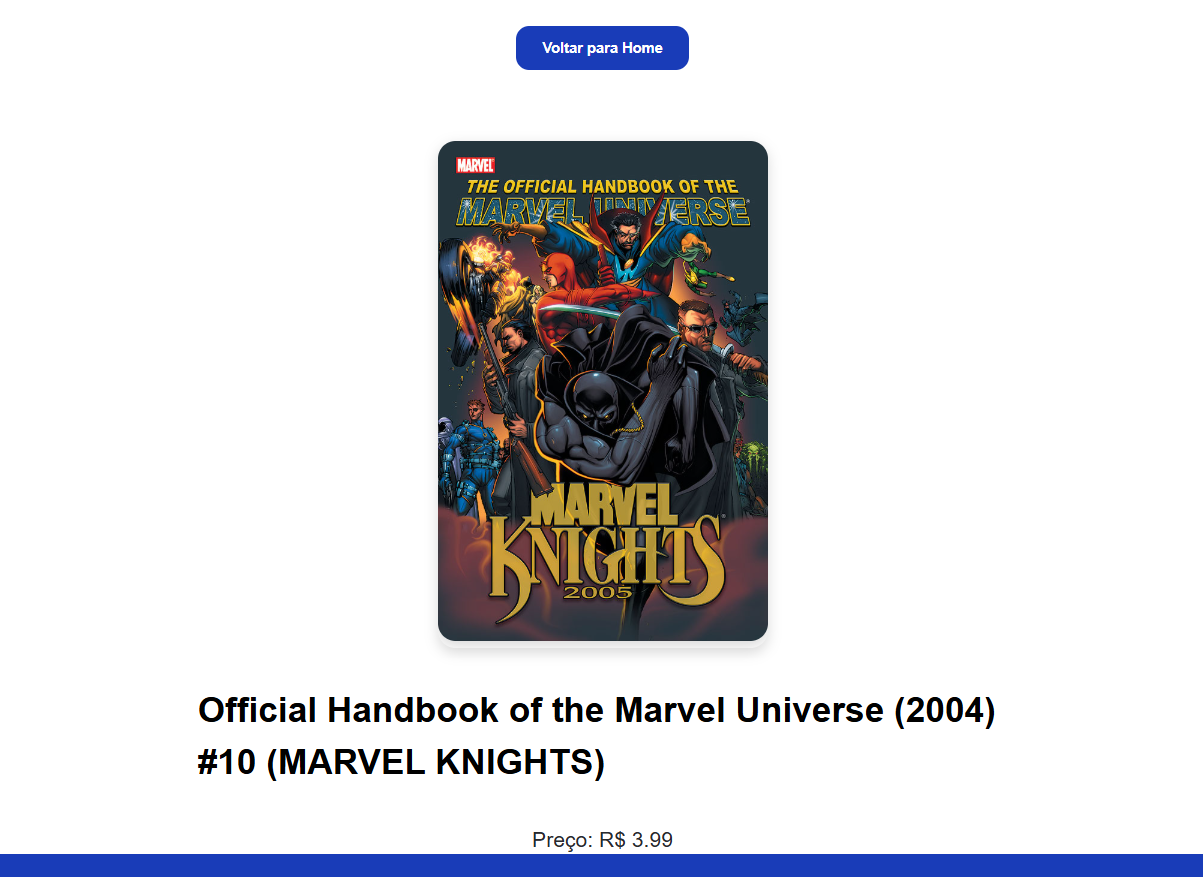 Voltar para Home
MARVEL
THE OFFICIAL HANDBOOK OF THE
MARVEL UNIVERSE
MARVEL
KNIGHTS
2005
Official Handbook of the Marvel Universe (2004)
#10 (MARVEL KNIGHTS)
Preço: R$ 3.99